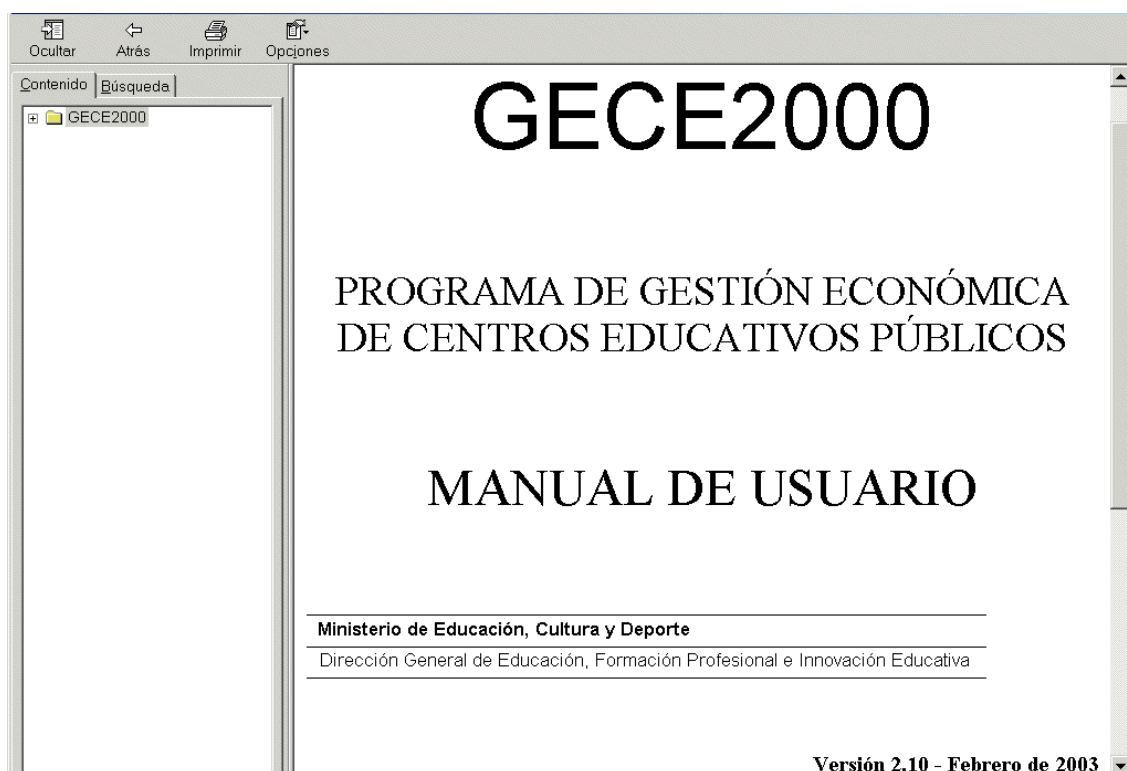 Ocultar Atrás Imprimir Opciones
Contenido Búsqueda
GECE2000
GECE2000
PROGRAMA DE GESTIÓN ECONÓMICA
DE CENTROS EDUCATIVOS PÚBLICOS
MANUAL DE USUARIO
Ministerio de Educación, Cultura y Deporte
Dirección General de Educación, Formación Profesional e Innovación Educativa
Versión 2.10 - Febrero de 2003